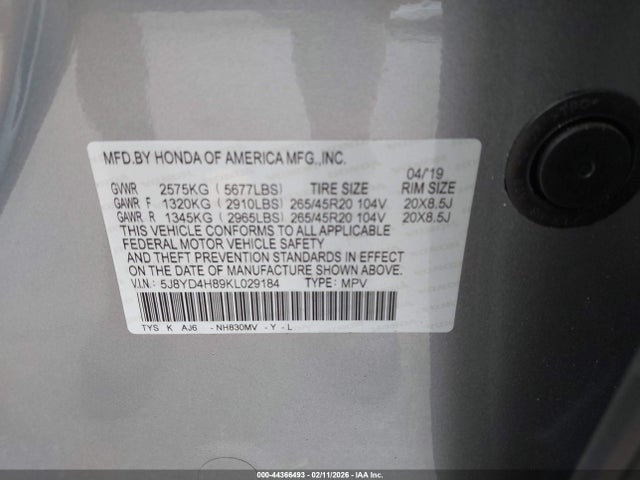 MFD.BY HONDA OF AMERICA MFG.,INC.
04/'19
GVWR 2575KG ( 5677LBS) TIRE SIZE RIM SIZE
GAWR F 1320KG ( 2910LBS) 265/45R20 104V 20X8.5J
GAWR R 1345KG ( 2965LBS) 265/45R20 104V 20X8.5J
THIS VEHICLE CONFORMS TO ALL APPLICABLE
FEDERAL MOTOR VEHICLE SAFETY
AND THEFT PREVENTION STANDARDS IN EFFECT
ON THE DATE OF MANUFACTURE SHOWN ABOVE.
V.I.N.: 5J8YD4H89KL029184 TYPE: MPV
TYS K AJ6 - NH830MV - Y - L
000-44366493 - 02/11/2026 - IAA Inc.